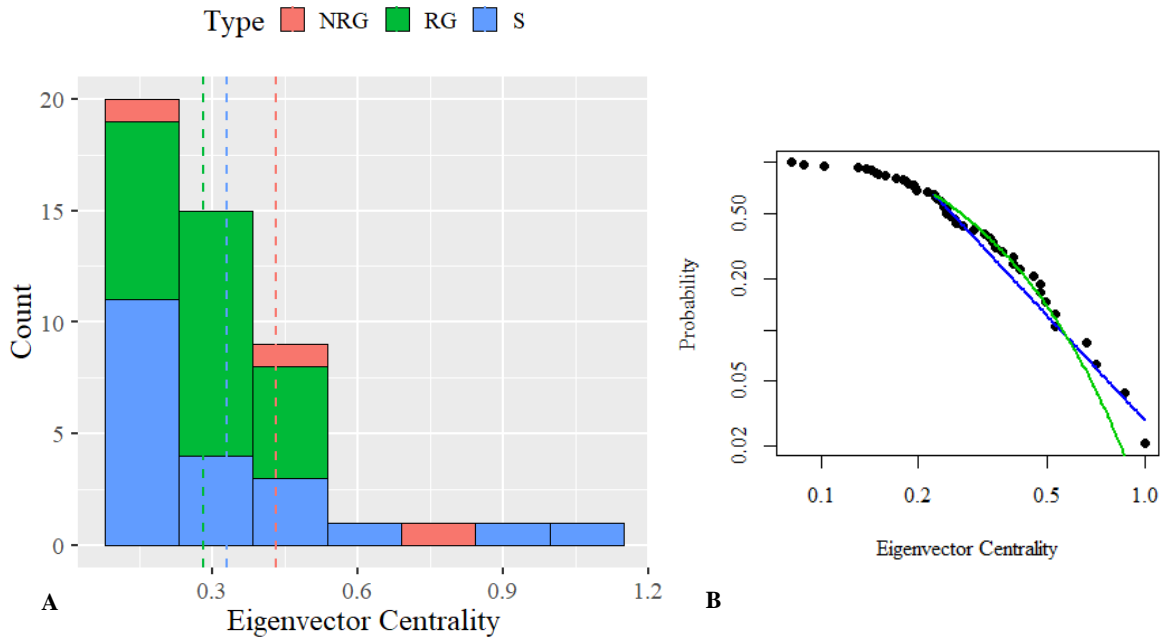 Type NRG RG S
20
15
10
5
0
Count
0.3 0.6 0.9 1.2
Eigenvector Centrality
A
0.50
0.20
0.05
0.02
Probability
0.1 0.2 0.5 1.0
Eigenvector Centrality
B